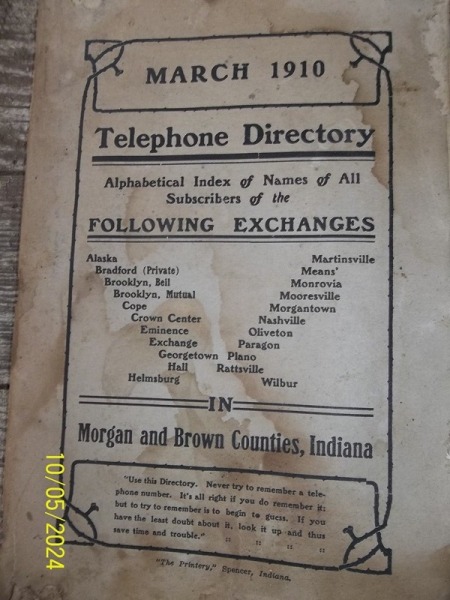 MARCH 1910
Telephone Directory
Alphabetical Index of Names of All
Subscribers of the
FOLLOWING EXCHANGES
Alaska Martinsville
Bradford (Private) Means'
Brooklyn, Bell Monrovia
Brooklyn, Mutual Mooresville
Cope Morgantown
Crown Center Nashville
Eminence Oliveton
Exchange Paragon
Georgetown Plano
Hall Rattsville
Helmsburg Wilbur
IN
Morgan and Brown Counties, Indiana
"Use this Directory. Never try to remember a tele-
phone number. It's all right if you do remember it;
but to try to remember is to begin to guess. If you
have the least doubt about it, look it up and thus
save time and trouble." " " " "
"The Printery," Spencer, Indiana.
10/05/2024